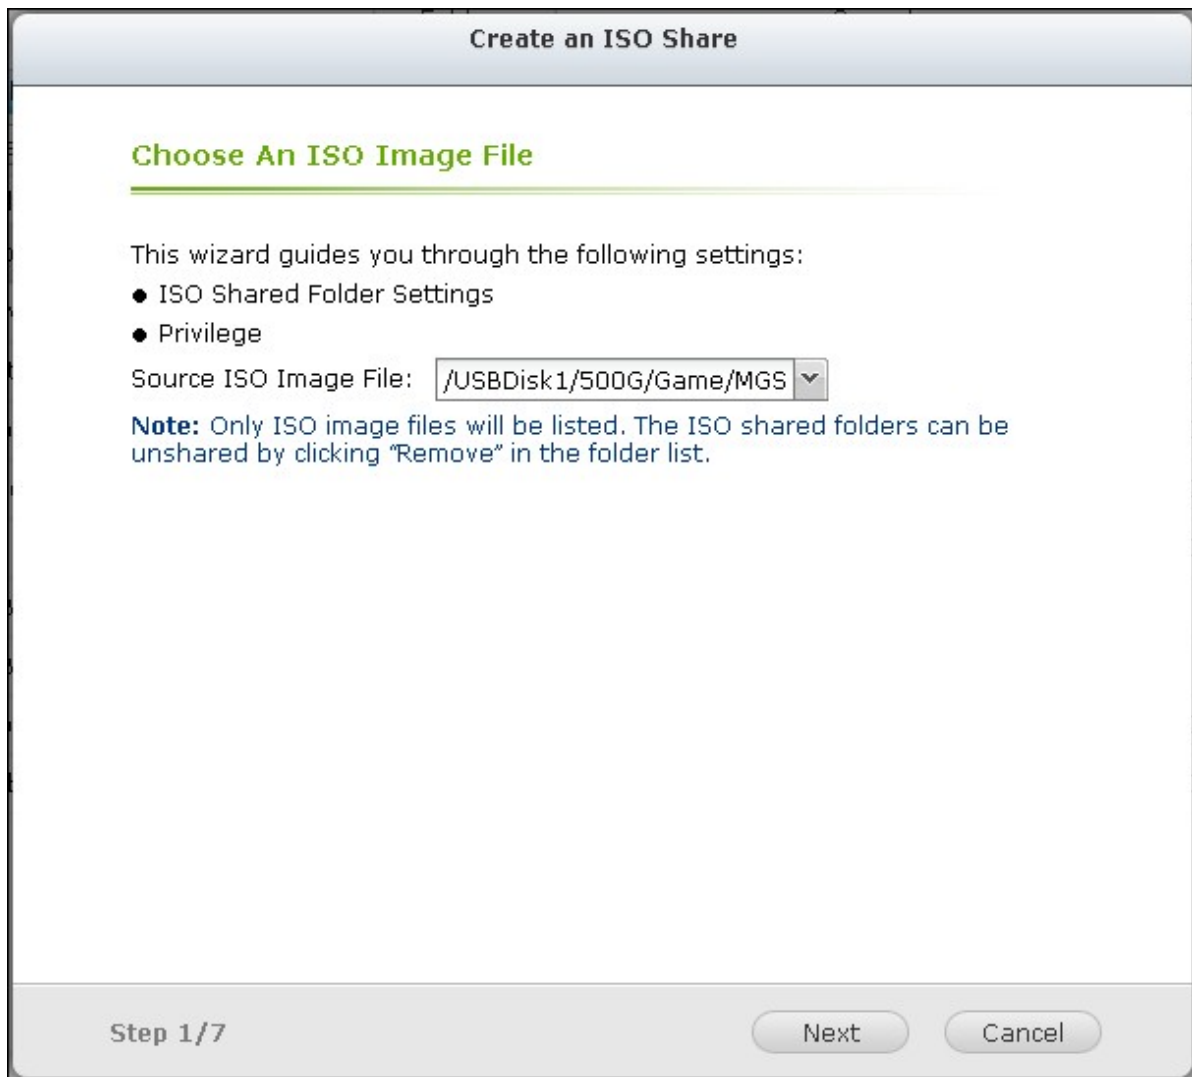 Create an ISO Share
Choose An ISO Image File
This wizard guides you through the following settings:
● ISO Shared Folder Settings
● Privilege
Source ISO Image File: /USBDisk1/500G/Game/MGS
Note: Only ISO image files will be listed. The ISO shared folders can be
unshared by clicking "Remove" in the folder list.
Step 1/7 Next Cancel